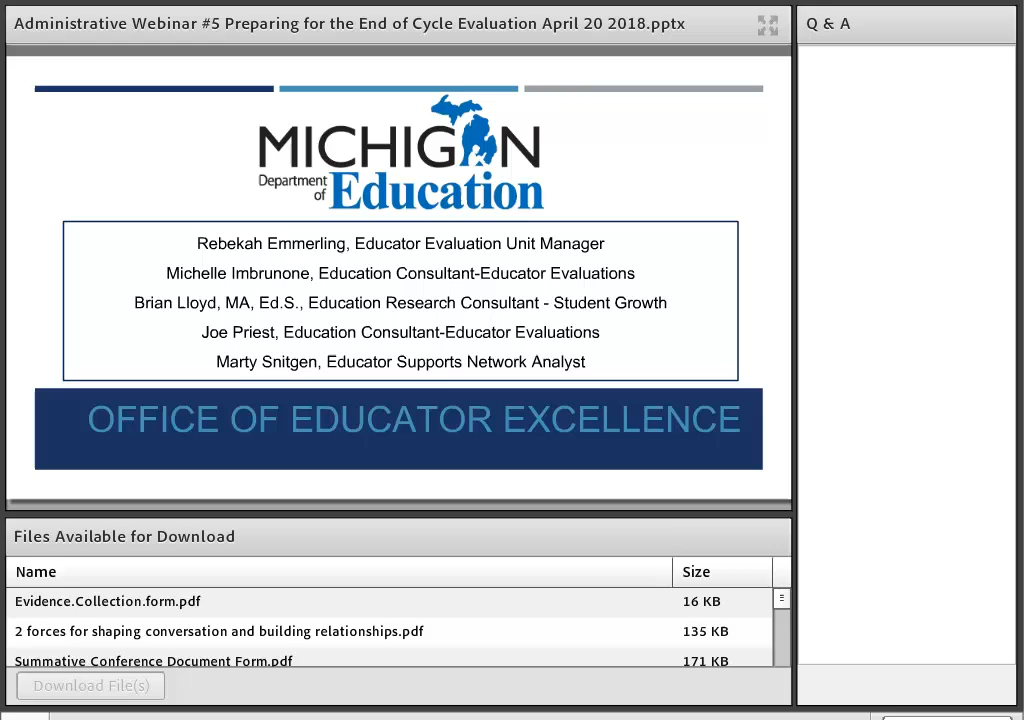 Administrative Webinar #5 Preparing for the End of Cycle Evaluation April 20 2018.pptx
Q & A
MICHIGAN
Department of Education
Rebekah Emmerling, Educator Evaluation Unit Manager
Michelle Imbrunone, Education Consultant-Educator Evaluations
Brian Lloyd, MA, Ed.S., Education Research Consultant - Student Growth
Joe Priest, Education Consultant-Educator Evaluations
Marty Snitgen, Educator Supports Network Analyst
OFFICE OF EDUCATOR EXCELLENCE
Files Available for Download
Name Size
Evidence.Collection.form.pdf 16 KB
2 forces for shaping conversation and building relationships.pdf 135 KB
Summative Conference Document Form.pdf 171 KB
Download File(s)